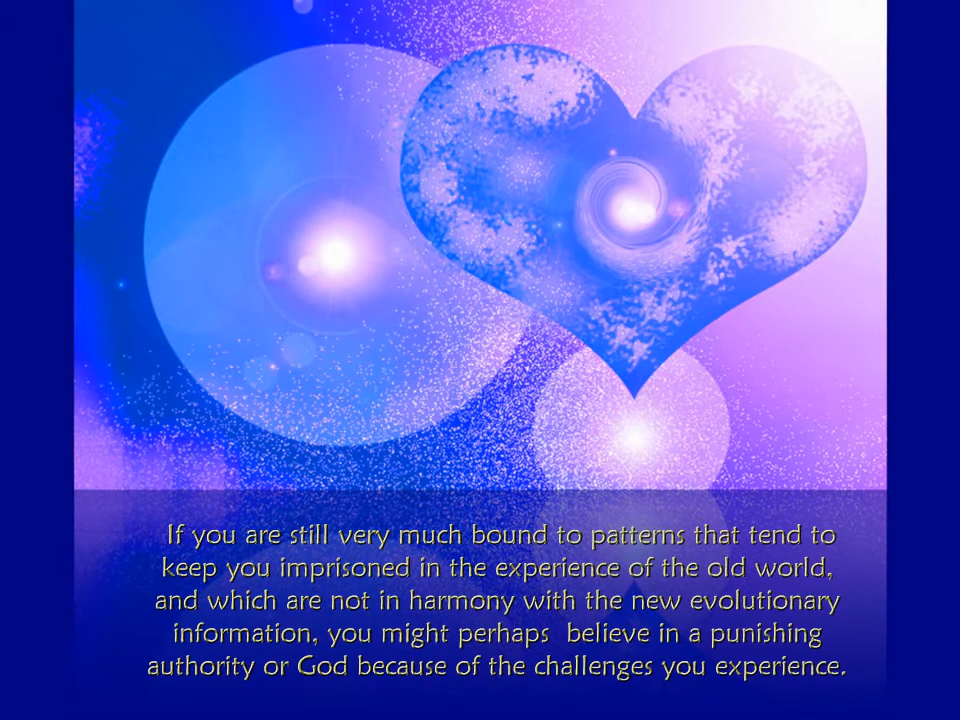 If you are still very much bound to patterns that tend to
keep you imprisoned in the experience of the old world,
and which are not in harmony with the new evolutionary
information, you might perhaps  believe in a punishing
authority or God because of the challenges you experience.